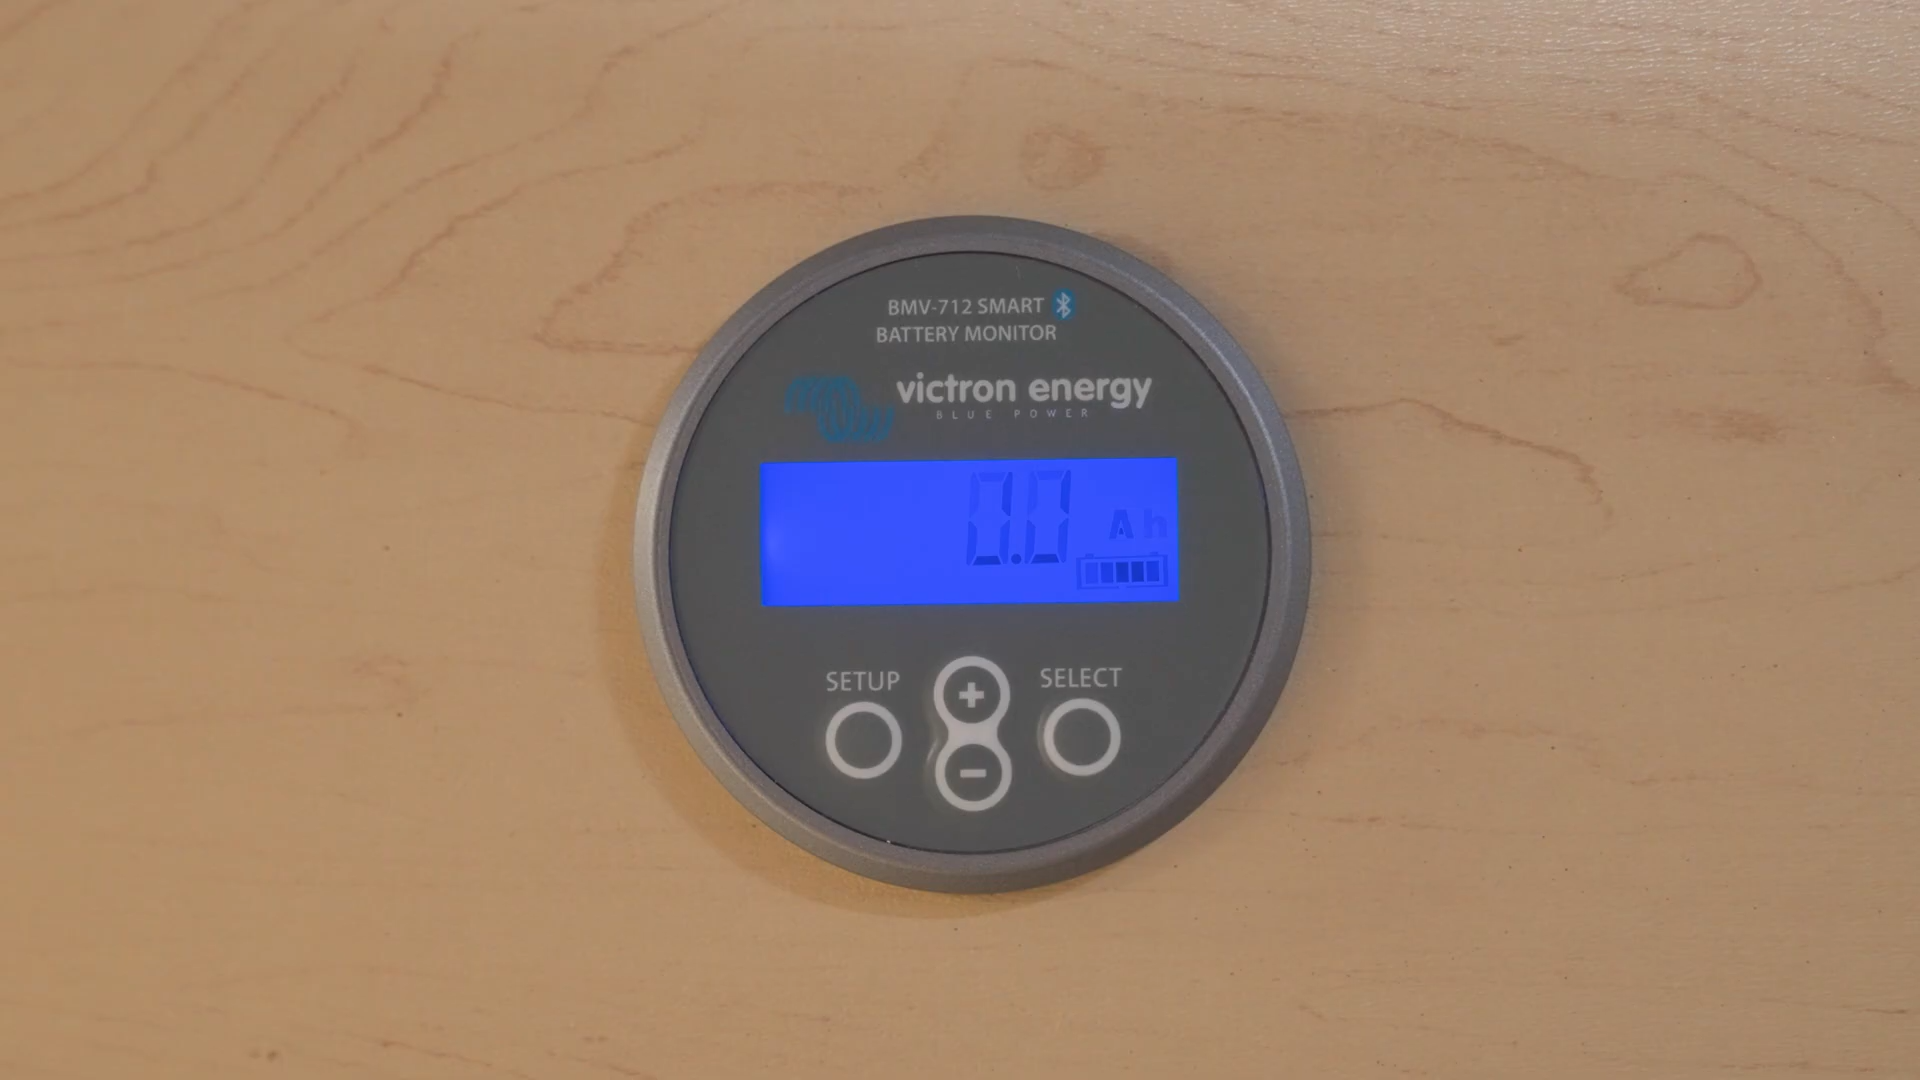 BMV-712 SMART
BATTERY MONITOR
victron energy
BLUE POWER
0.0 Ah
SETUP
+
SELECT
-